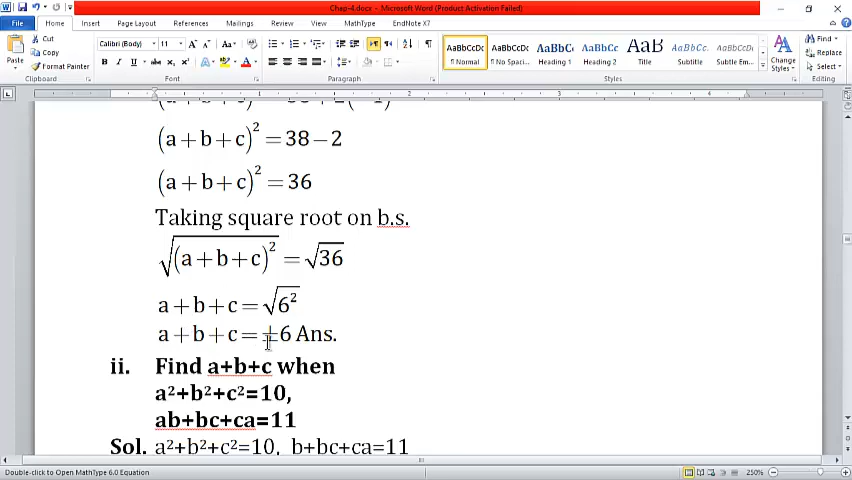 Chap-4.docx - Microsoft Word (Product Activation Failed)
File Home Insert Page Layout References Mailings Review View MathType EndNote X7
Paste Cut Copy Format Painter Clipboard
Calibri (Body) 11 Font
Paragraph
AaBbCcDc ¶ Normal AaBbCcDc ¶ No Spaci... AaBbCc Heading 1 AaBbCc Heading 2 AaB Title AaBbCc. Subtitle AaBbCcDc Subtle Em... Styles
Change Styles
Find Replace Select Editing
1 2 3 4
(a+b+c)² = 38-2
(a+b+c)² = 36
Taking square root on b.s.
√(a+b+c)² = √36
a+b+c = √6²
a+b+c = ±6 Ans.
ii. Find a+b+c when
a²+b²+c²=10,
ab+bc+ca=11
Sol. a²+b²+c²=10, b+bc+ca=11
Double-click to Open MathType 6.0 Equation 250%